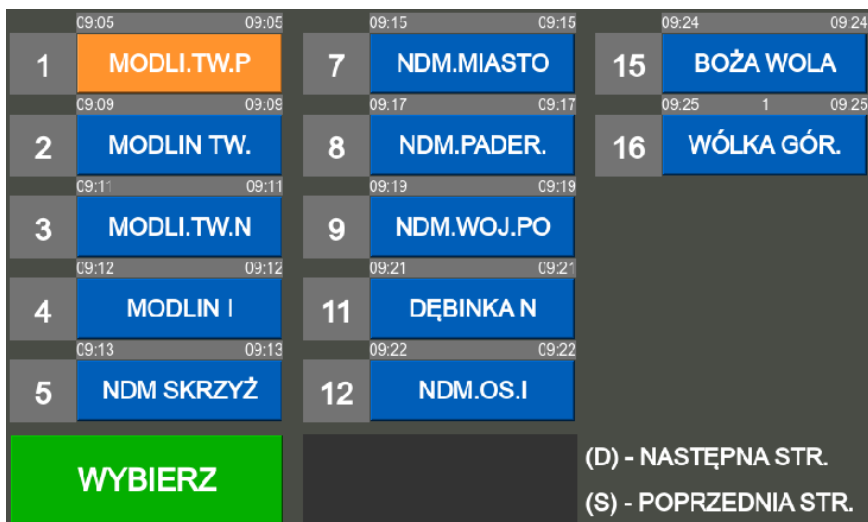 09:05 09:05
1 MODLI.TW.P
09:09 09:09
2 MODLIN TW.
09:11 09:11
3 MODLI.TW.N
09:12 09:12
4 MODLIN I
09:13 09:13
5 NDM SKRZYŻ
09:15 09:15
7 NDM.MIASTO
09:17 09:17
8 NDM.PADER.
09:19 09:19
9 NDM.WOJ.PO
09:21 09:21
11 DĘBINKA N
09:22 09:22
12 NDM.OS.I
09:24 09:24
15 BOŻA WOLA
09:25 1 09:25
16 WÓLKA GÓR.
WYBIERZ
(D) - NASTĘPNA STR.
(S) - POPRZEDNIA STR.